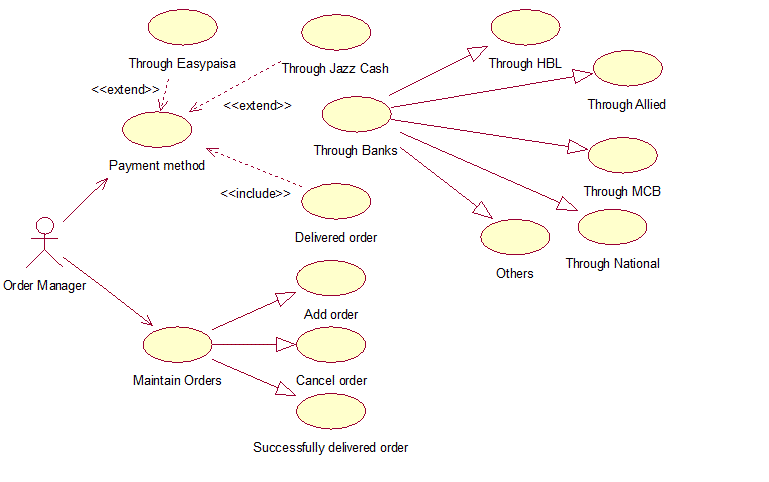 Through Easypaisa
Through Jazz Cash
Through HBL
<<extend>>
<<extend>>
Through Allied
Through Banks
Payment method
<<include>>
Through MCB
Delivered order
Through National
Others
Order Manager
Add order
Maintain Orders
Cancel order
Successfully delivered order